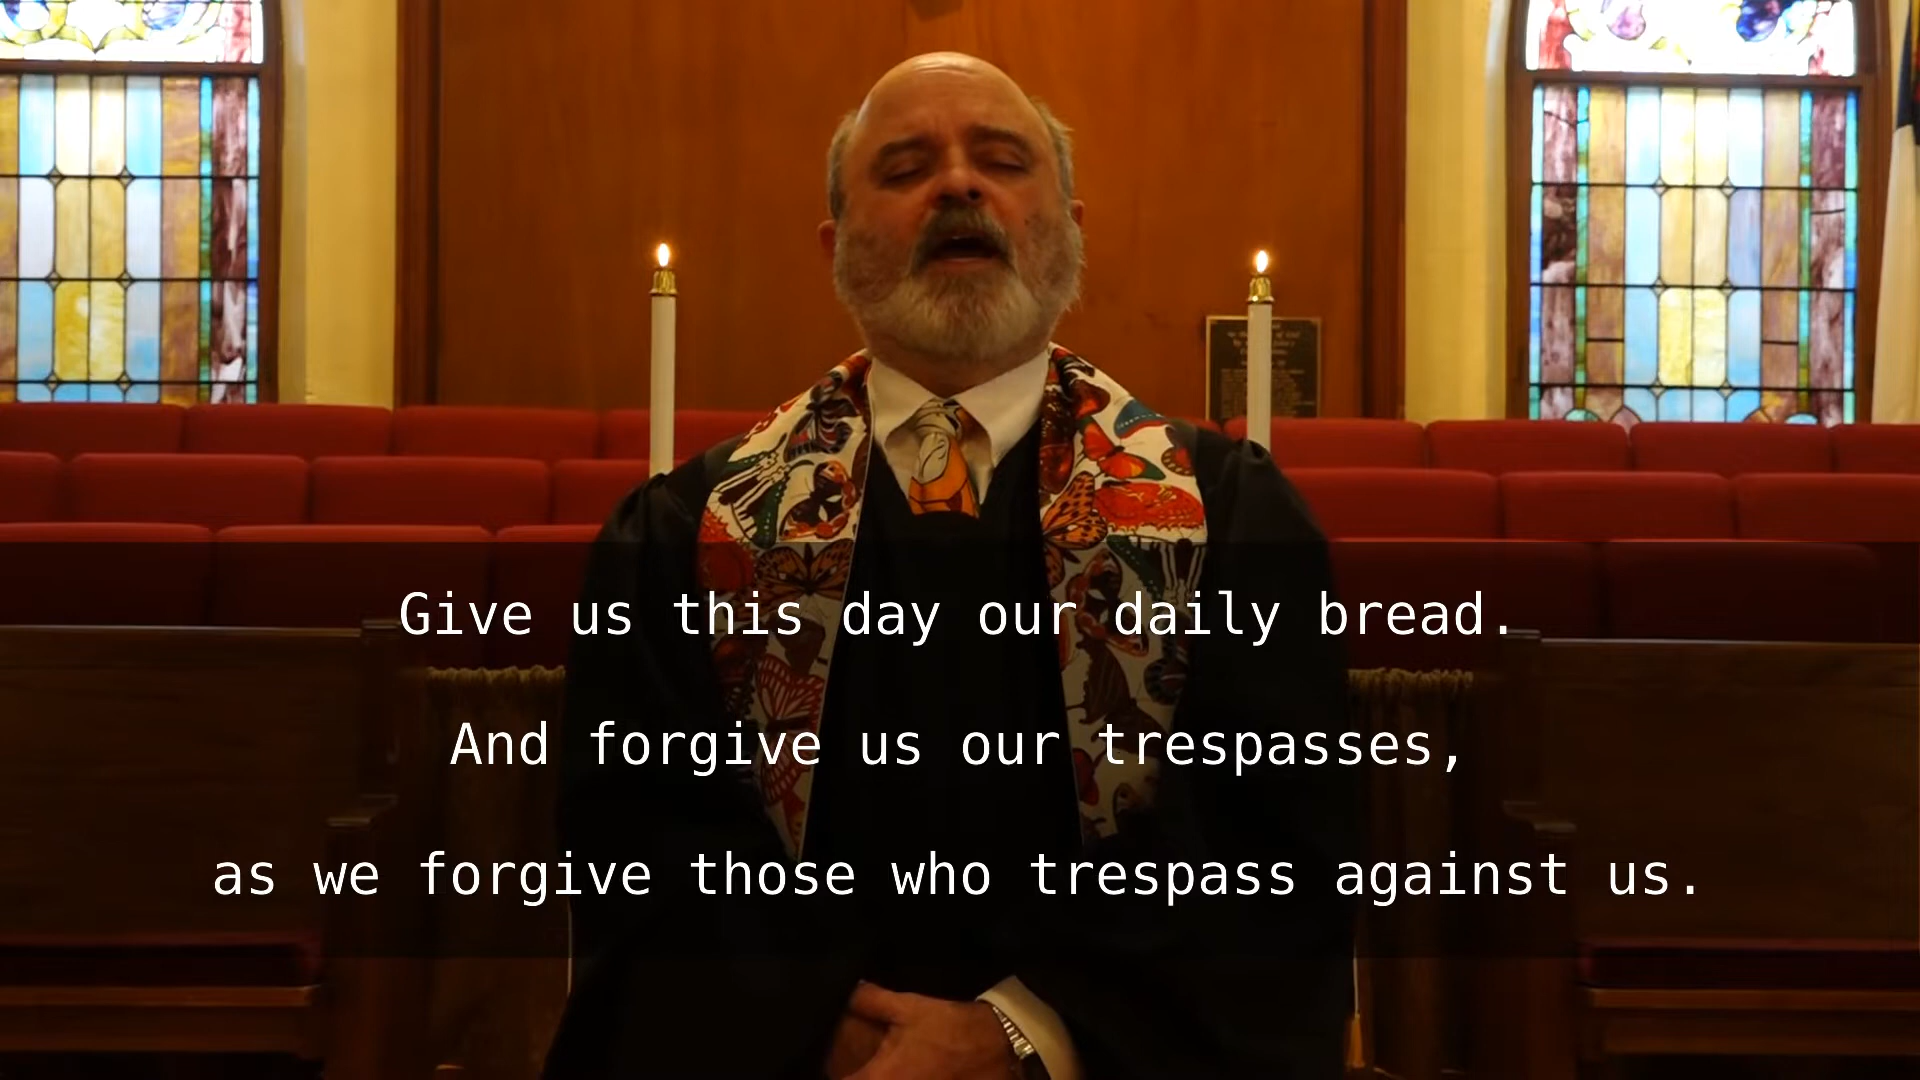 Give us this day our daily bread.
And forgive us our trespasses,
as we forgive those who trespass against us.